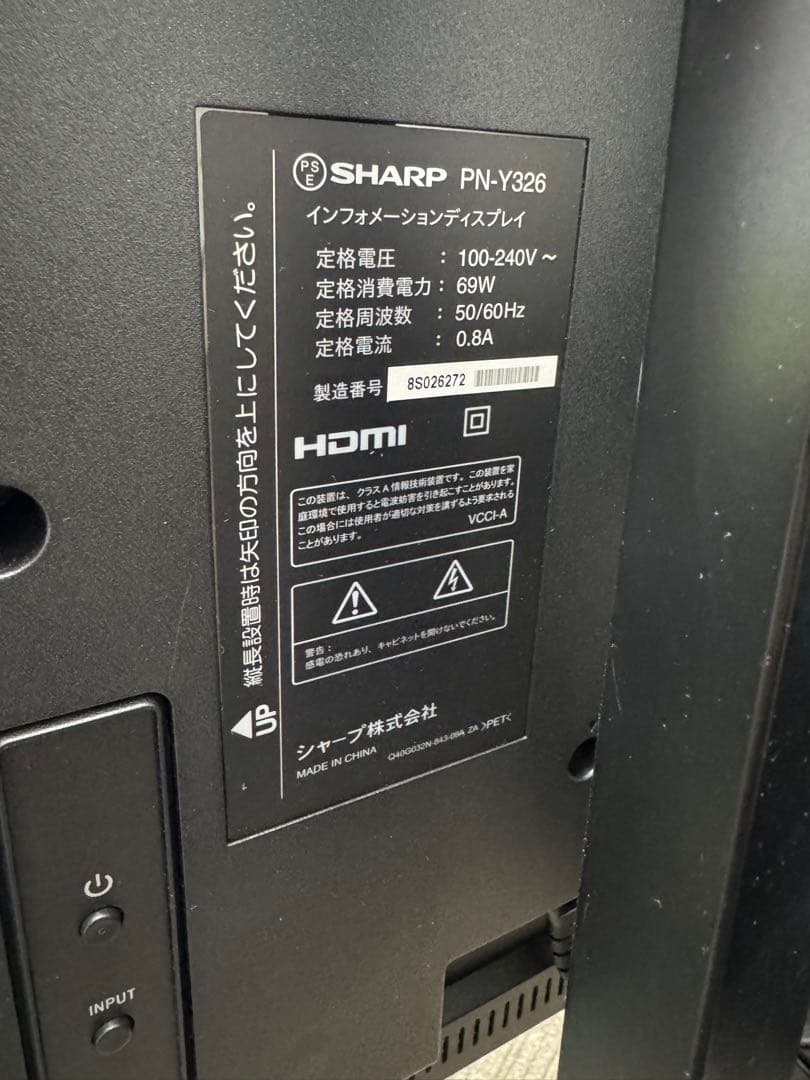 縦長設置時は矢印の方向を上にしてください。
UP
PS
E
SHARP PN-Y326
インフォメーションディスプレイ
定格電圧 : 100-240V～
定格消費電力 : 69W
定格周波数 : 50/60Hz
定格電流 : 0.8A
製造番号 8S026272
HDMI
この装置は、クラスA情報技術装置です。この装置を家
庭環境で使用すると電波妨害を引き起こすことがあります。
この場合には使用者が適切な対策を講ずるよう要求される
ことがあります。
VCCI-A
警告：
感電の恐れあり、キャビネットを開けないでください。
シャープ株式会社
MADE IN CHINA
Q40G032N-843-09A ZA >PET<
INPUT